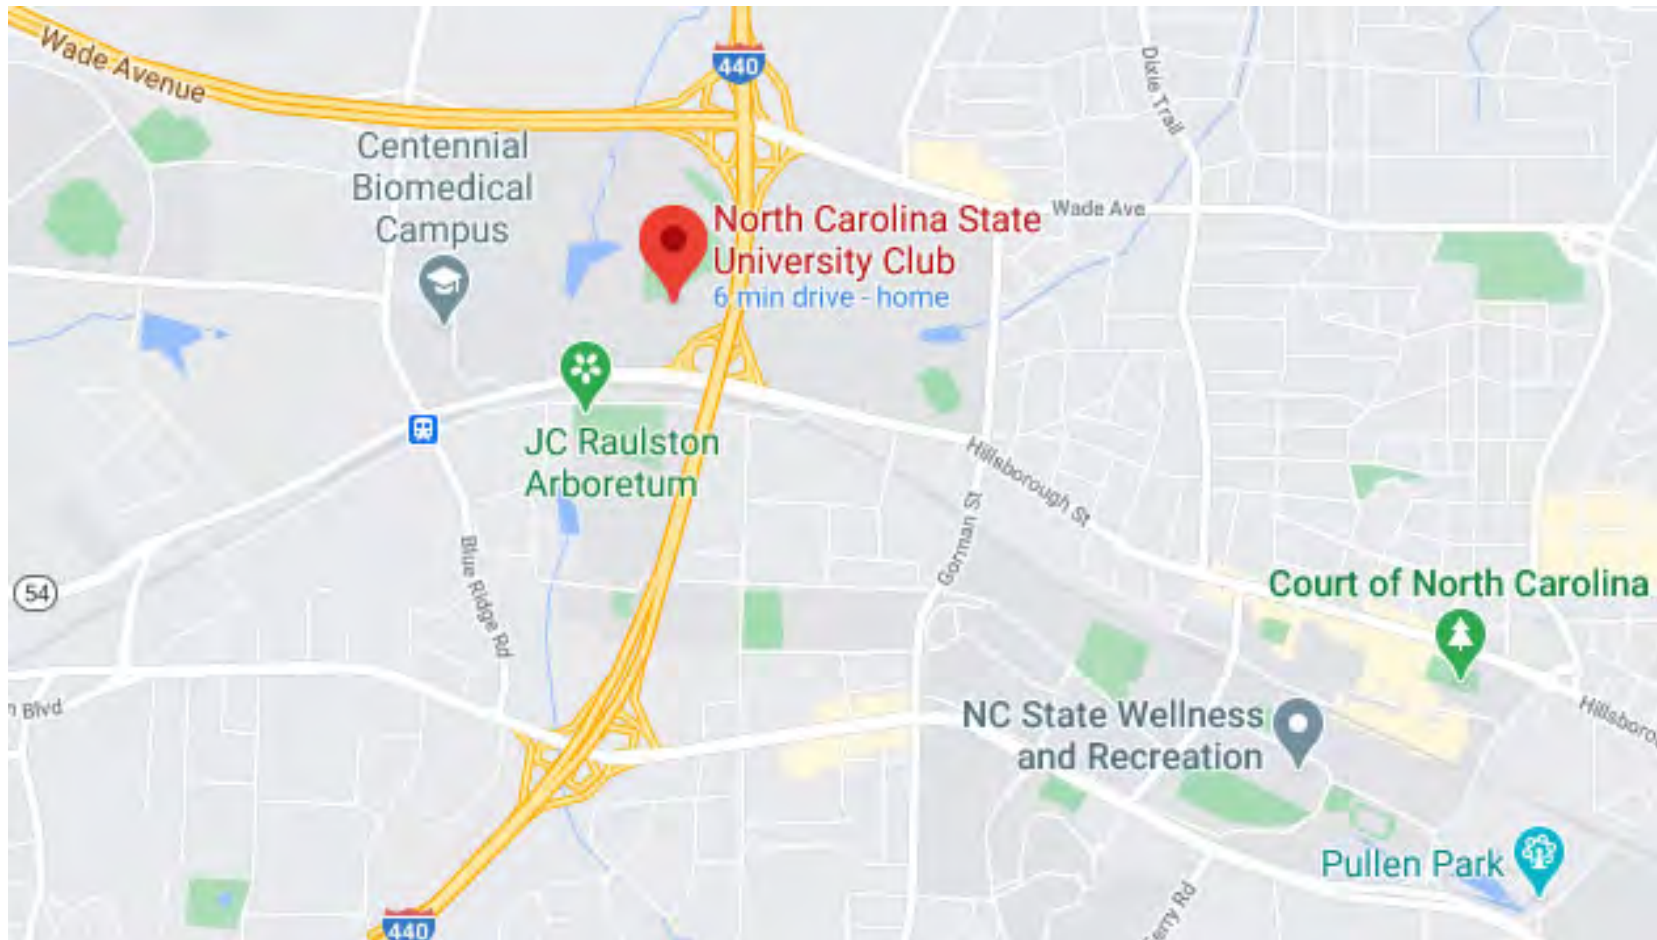 Wade Avenue
440
Dixie Trail
Centennial
Biomedical
Campus
North Carolina State
University Club
6 min drive - home
Wade Ave
JC Raulston
Arboretum
Hillsborough St
Gorman St
Blue Ridge Rd
54
Court of North Carolina
n Blvd
NC State Wellness
and Recreation
Hillsboro
Pullen Park
erry Rd
440